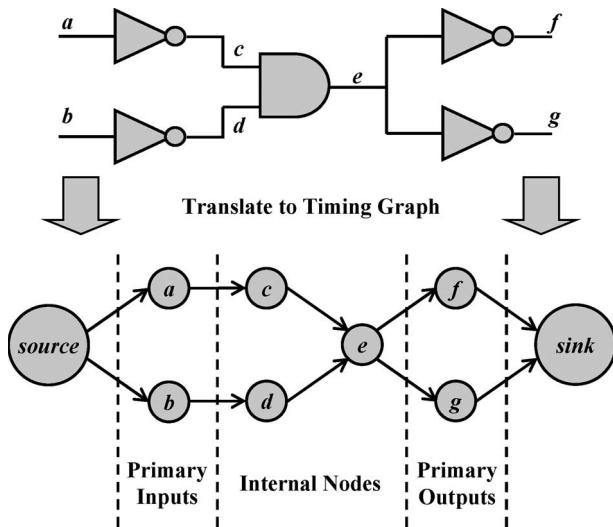 a
c
e
f
b
d
g
Translate to Timing Graph
source
a
c
e
f
sink
b
d
g
Primary
Inputs
Internal Nodes
Primary
Outputs